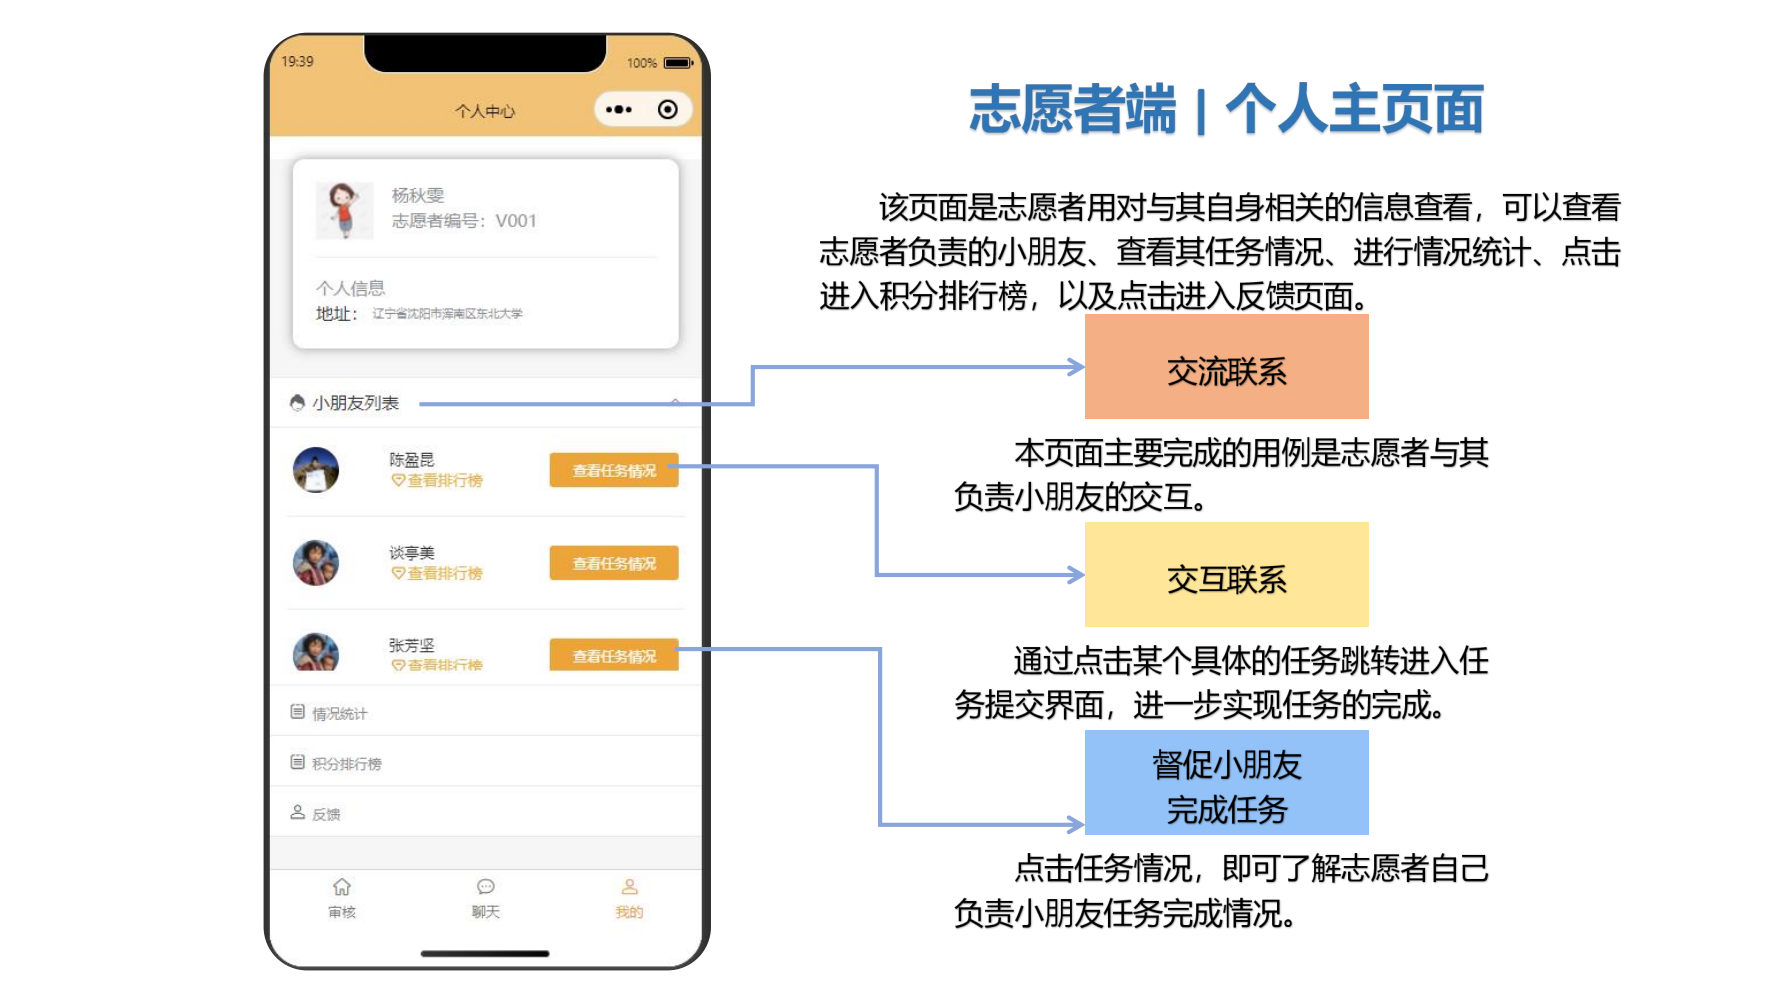 19:39
100%
个人中心
杨秋雯
志愿者编号：V001
个人信息
地址： 辽宁省沈阳市浑南区东北大学
小朋友列表
陈盈昆
查看排行榜
查看任务情况
谈享美
查看排行榜
查看任务情况
张芳坚
查看排行榜
查看任务情况
情况统计
积分排行榜
反馈
审核
聊天
我的
志愿者端 | 个人主页面
该页面是志愿者用对与其自身相关的信息查看，可以查看
志愿者负责的小朋友、查看其任务情况、进行情况统计、点击
进入积分排行榜，以及点击进入反馈页面。
交流联系
本页面主要完成的用例是志愿者与其
负责小朋友的交互。
交互联系
通过点击某个具体的任务跳转进入任
务提交界面，进一步实现任务的完成。
督促小朋友
完成任务
点击任务情况，即可了解志愿者自己
负责小朋友任务完成情况。